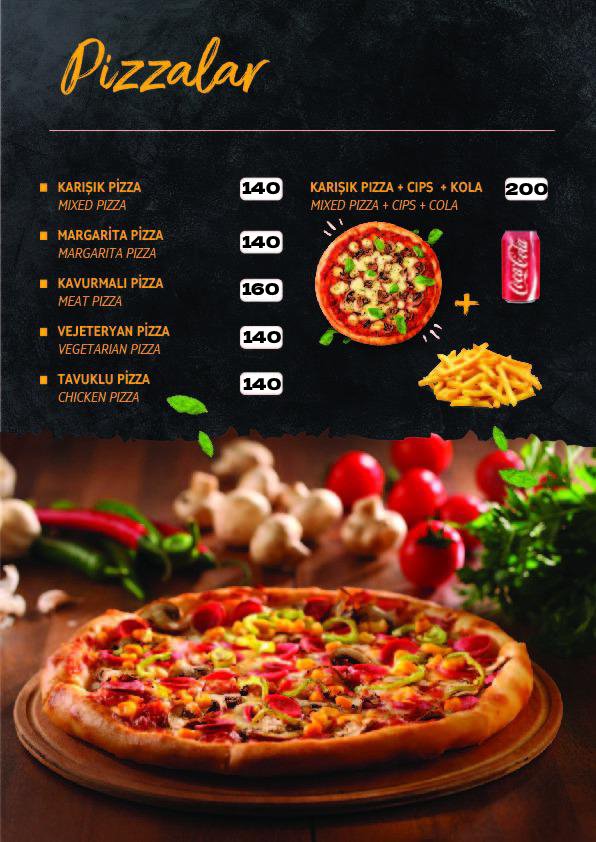 Pizzalar
KARIŞIK PİZZA 140
MIXED PIZZA
MARGARİTA PİZZA 140
MARGARITA PIZZA
KAVURMALI PİZZA 160
MEAT PIZZA
VEJETERYAN PİZZA 140
VEGETARIAN PIZZA
TAVUKLU PİZZA 140
CHICKEN PIZZA
KARIŞIK PIZZA + CIPS + KOLA 200
MIXED PIZZA + CIPS + COLA
+
Coca-Cola